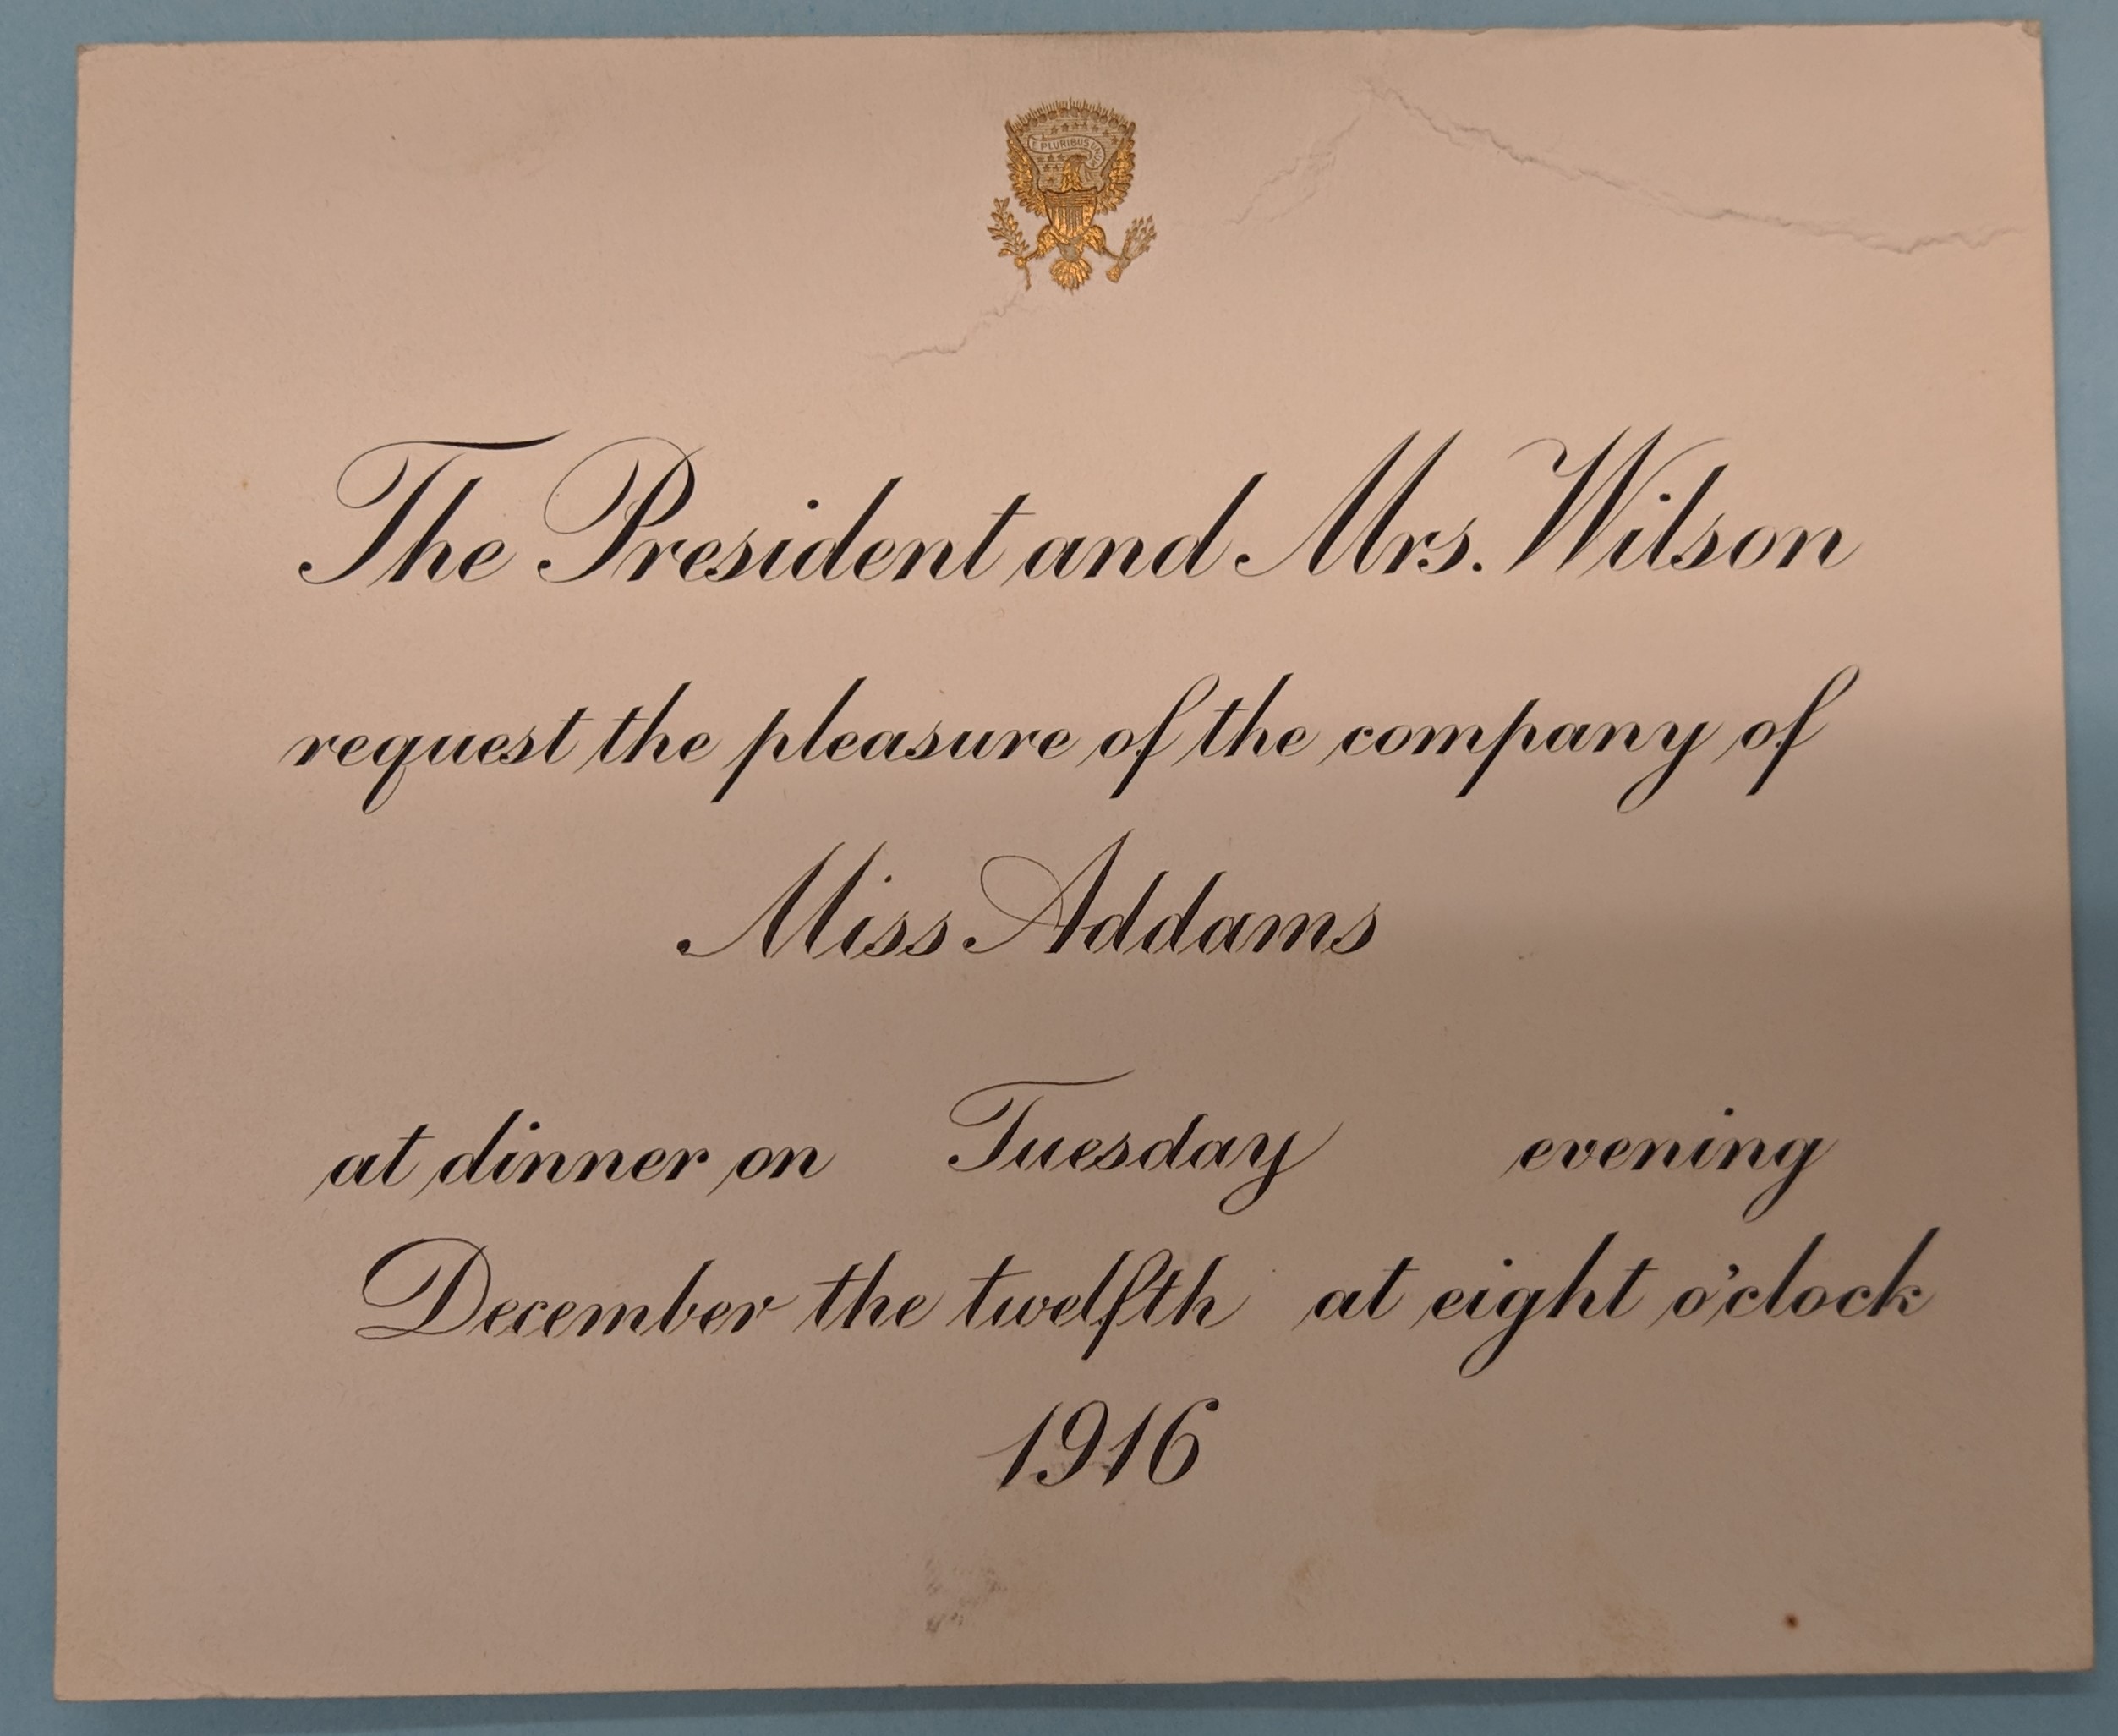 E PLURIBUS UNUM
The President and Mrs. Wilson
request the pleasure of the company of
Miss Addams
at dinner on Tuesday evening
December the twelfth at eight o'clock
1916